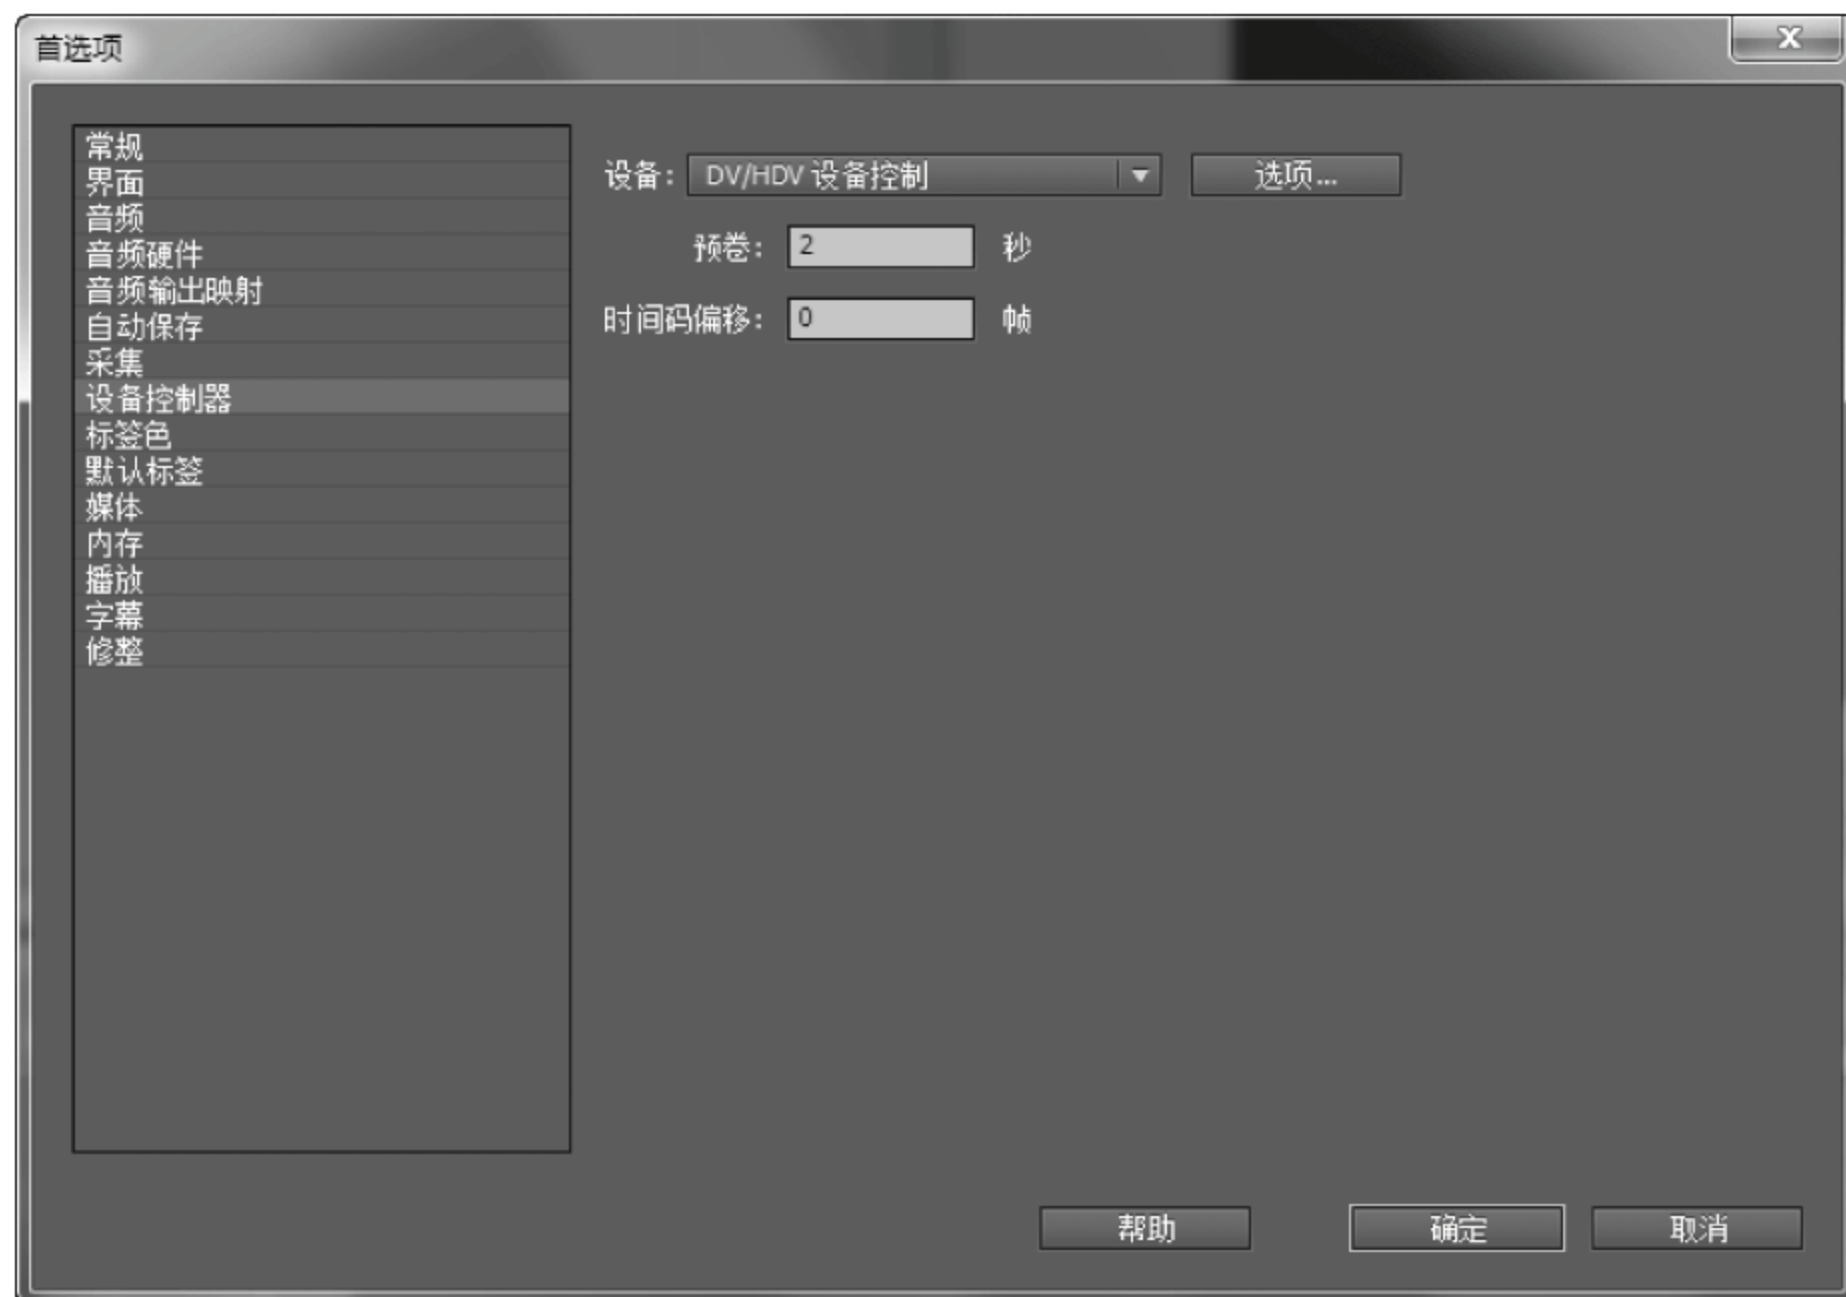 首选项
常规
界面
音频
音频硬件
音频输出映射
自动保存
采集
设备控制器
标签色
默认标签
媒体
内存
播放
字幕
修整
设备： DV/HDV 设备控制 选项...
预卷： 2 秒
时间码偏移： 0 帧
帮助 确定 取消